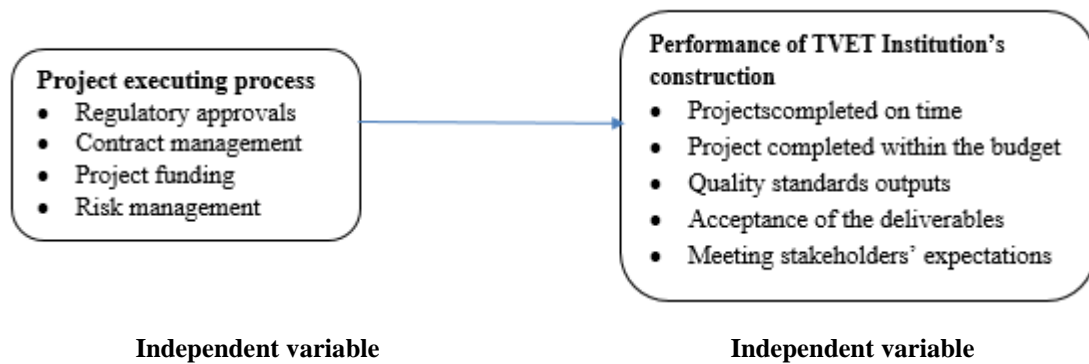 Project executing process
• Regulatory approvals
• Contract management
• Project funding
• Risk management
Performance of TVET Institution's
construction
• Projectscompleted on time
• Project completed within the budget
• Quality standards outputs
• Acceptance of the deliverables
• Meeting stakeholders' expectations
Independent variable
Independent variable